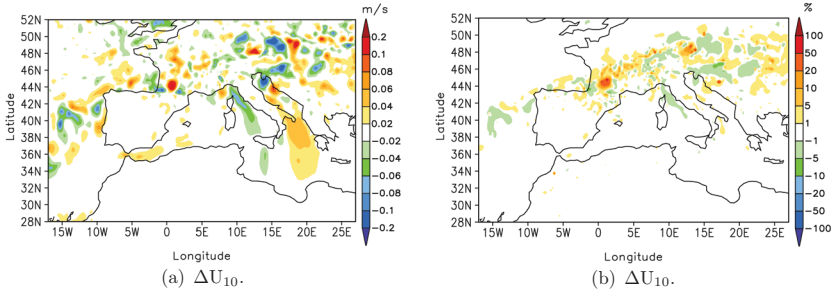 m/s
52N
50N
48N
46N
44N
42N
40N
38N
36N
34N
32N
30N
28N
Latitude
15W 10W 5W 0 5E 10E 15E 20E 25E
Longitude
0.2
0.1
0.08
0.06
0.04
0.02
-0.02
-0.04
-0.06
-0.08
-0.1
-0.2
(a) ΔU₁₀.
%
52N
50N
48N
46N
44N
42N
40N
38N
36N
34N
32N
30N
28N
Latitude
15W 10W 5W 0 5E 10E 15E 20E 25E
Longitude
100
50
20
10
5
1
-1
-5
-10
-20
-50
-100
(b) ΔU₁₀.